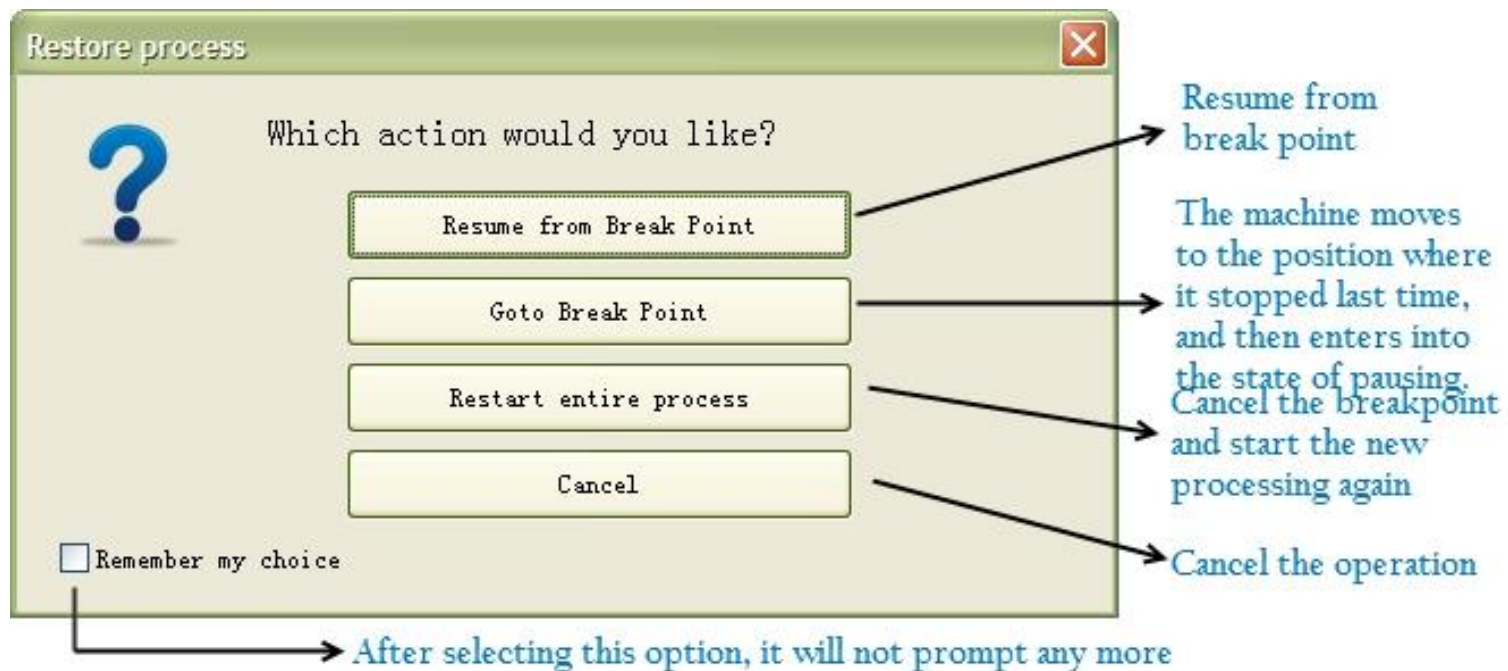 Restore process
Which action would you like?
Resume from Break Point
Goto Break Point
Restart entire process
Cancel
Remember my choice
Resume from
break point
The machine moves
to the position where
it stopped last time,
and then enters into
the state of pausing.
Cancel the breakpoint
and start the new
processing again
Cancel the operation
After selecting this option, it will not prompt any more